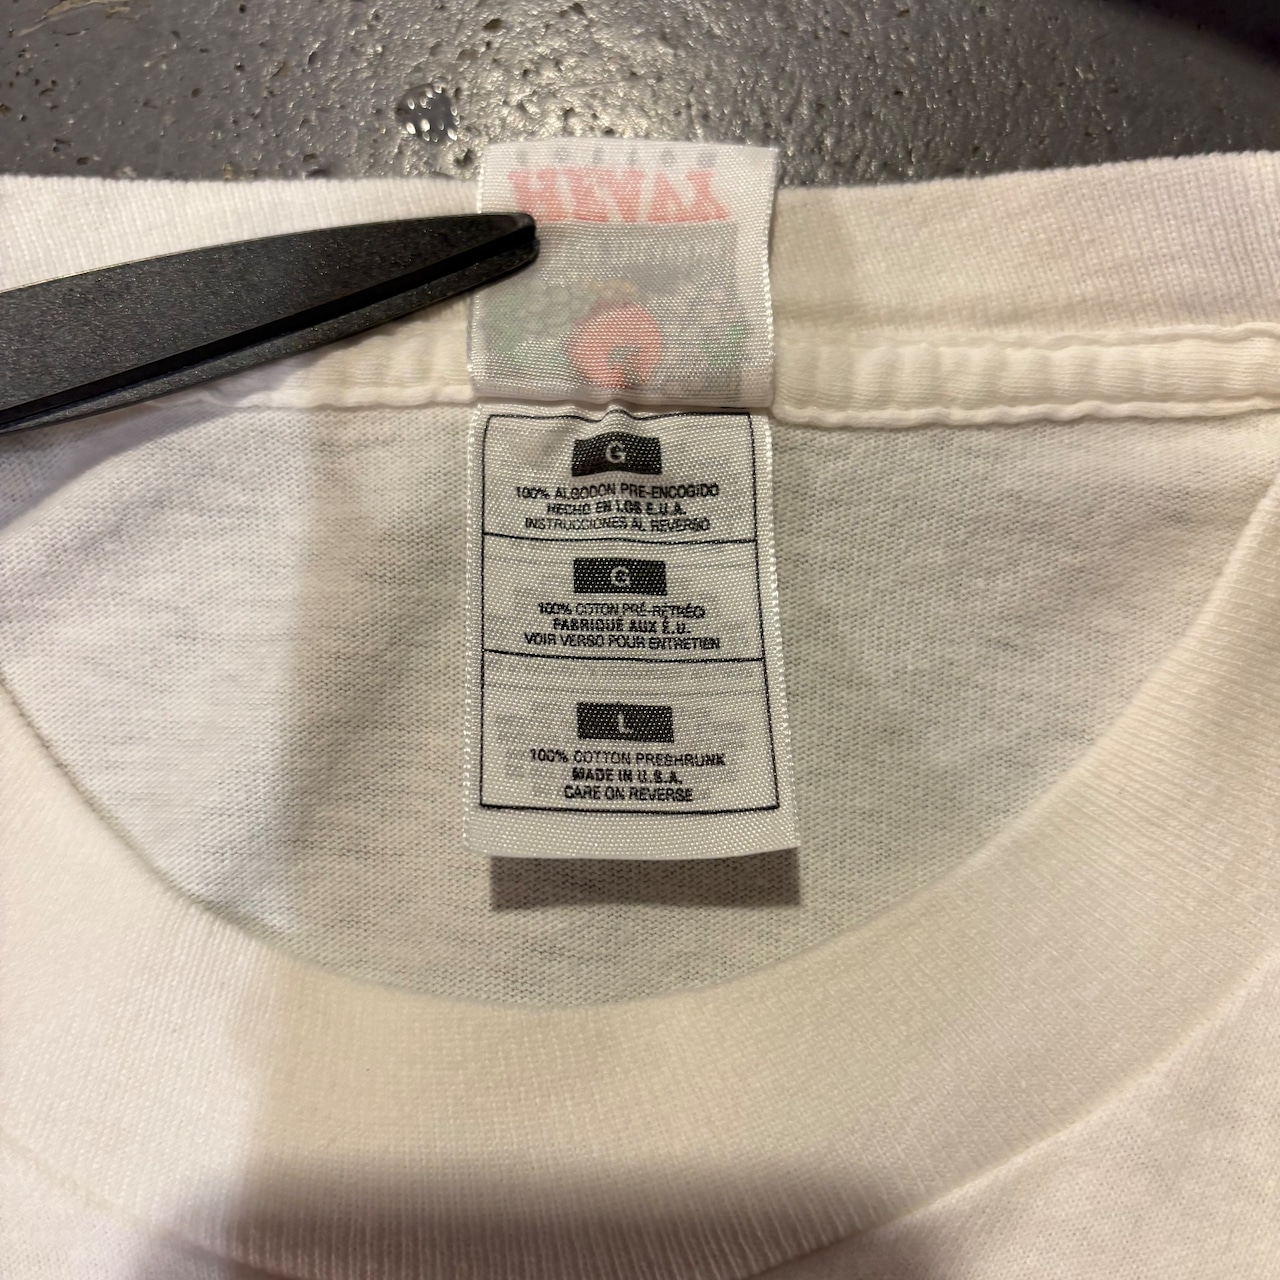 G
100% ALGODON PRE-ENCOGIDO
HECHO EN LOS E.U.A.
INSTRUCCIONES AL REVERSO
G
100% COTON PRÉ-RÉTRÉCI
FABRIQUÉ AUX É.U.
VOIR VERSO POUR ENTRETIEN
L
100% COTTON PRESHRUNK
MADE IN U.S.A.
CARE ON REVERSE